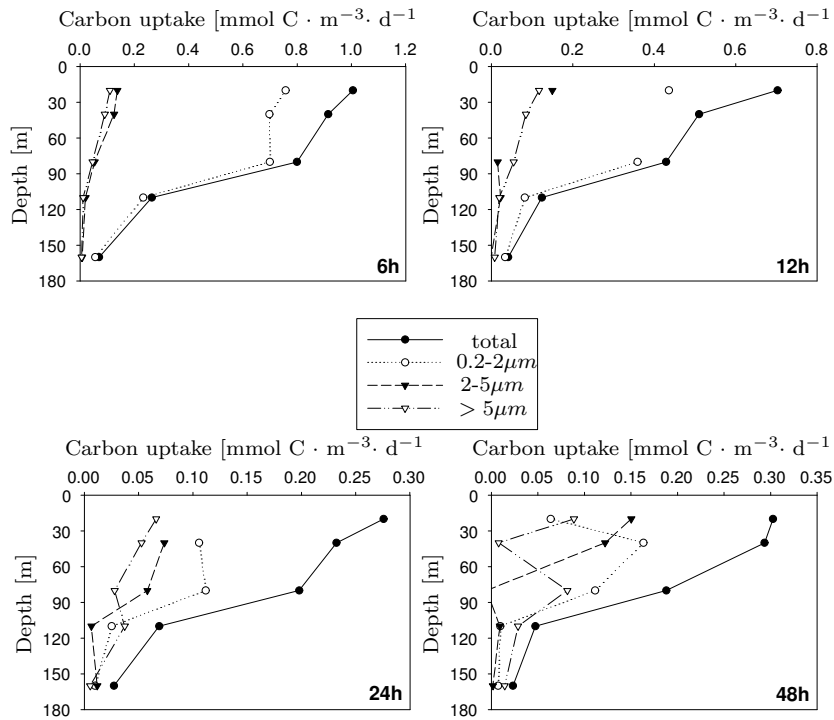 Carbon uptake [mmol C · m−3· d−1
0.0 0.2 0.4 0.6 0.8 1.0 1.2
0
30
60
90
120
150
180
Depth [m]
6h
Carbon uptake [mmol C · m−3· d−1
0.0 0.2 0.4 0.6 0.8
0
30
60
90
120
150
180
Depth [m]
12h
total
0.2-2μm
2-5μm
> 5μm
Carbon uptake [mmol C · m−3· d−1
0.00 0.05 0.10 0.15 0.20 0.25 0.30
0
30
60
90
120
150
180
Depth [m]
24h
Carbon uptake [mmol C · m−3· d−1
0.00 0.05 0.10 0.15 0.20 0.25 0.30 0.35
0
30
60
90
120
150
180
Depth [m]
48h